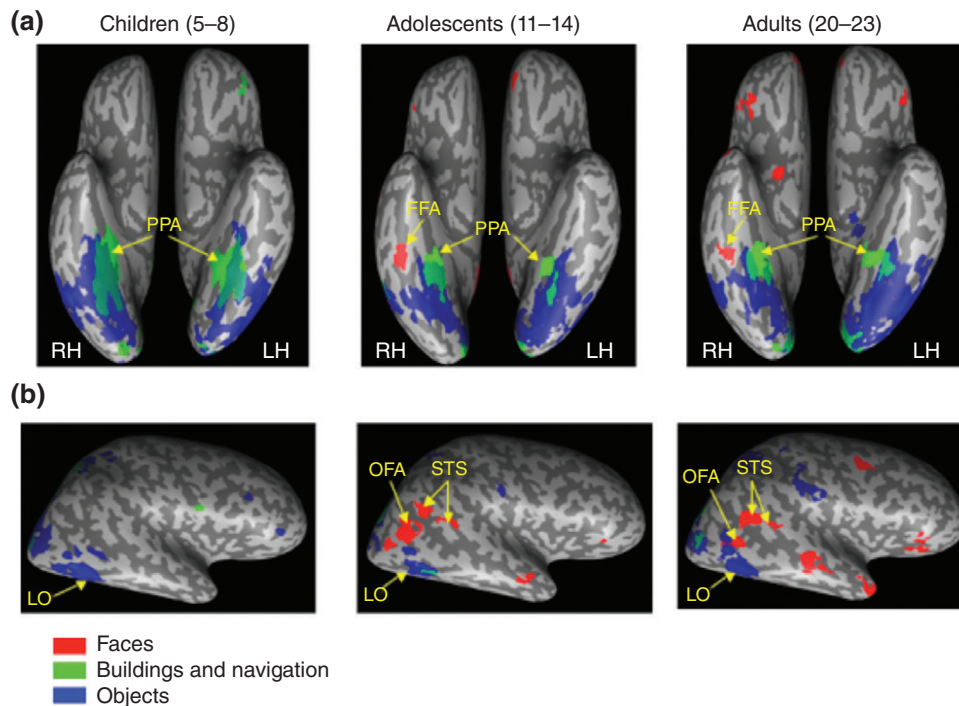 (a)
Children (5–8)
Adolescents (11–14)
Adults (20–23)
PPA
RH
LH
FFA
PPA
RH
LH
FFA
PPA
RH
LH
(b)
LO
OFA
STS
LO
OFA
STS
LO
Faces
Buildings and navigation
Objects